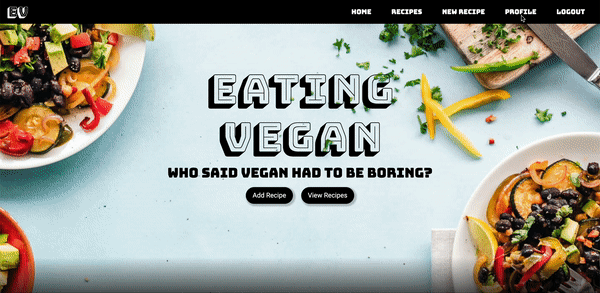 EV
HOME RECIPES NEW RECIPE PROFILE LOGOUT
EATING
VEGAN
WHO SAID VEGAN HAD TO BE BORING?
Add Recipe View Recipes